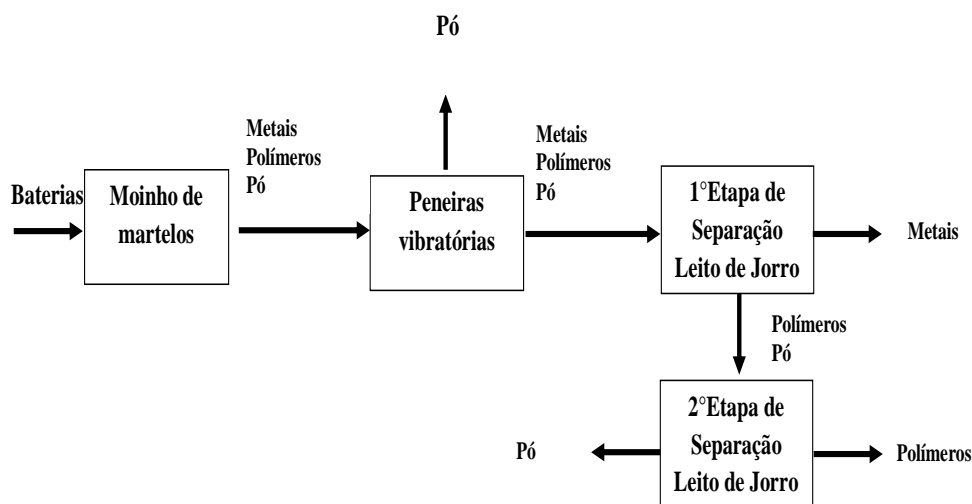 Pó
Metais
Polímeros
Pó
Metais
Polímeros
Pó
Baterias
Moinho de
martelos
Peneiras
vibratórias
1°Etapa de
Separação
Leito de Jorro
Metais
Polímeros
Pó
2°Etapa de
Separação
Leito de Jorro
Pó
Polímeros